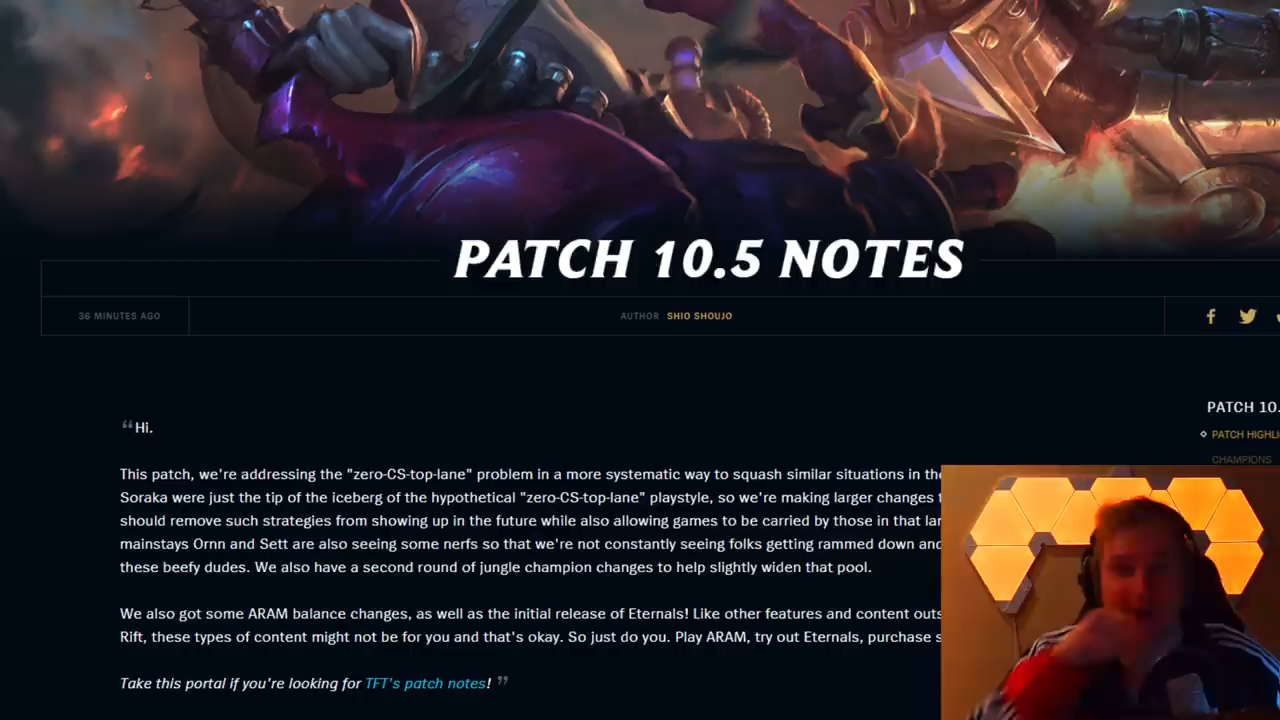 PATCH 10.5 NOTES
36 MINUTES AGO
AUTHOR SHIO SHOUJO
“Hi.
PATCH 10.
PATCH HIGHLI
CHAMPIONS
This patch, we're addressing the "zero-CS-top-lane" problem in a more systematic way to squash similar situations in the
Soraka were just the tip of the iceberg of the hypothetical "zero-CS-top-lane" playstyle, so we're making larger changes
should remove such strategies from showing up in the future while also allowing games to be carried by those in that
mainstays Ornn and Sett are also seeing some nerfs so that we're not constantly seeing folks getting rammed down and
these beefy dudes. We also have a second round of jungle champion changes to help slightly widen that pool.
We also got some ARAM balance changes, as well as the initial release of Eternals! Like other features and content
Rift, these types of content might not be for you and that's okay. So just do you. Play ARAM, try out Eternals, purchase
Take this portal if you're looking for TFT's patch notes! ”